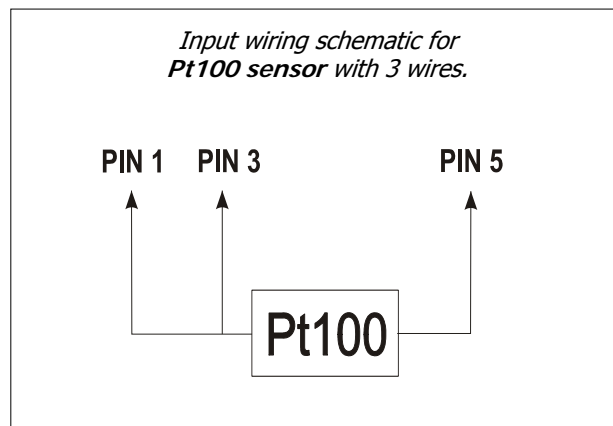 Input wiring schematic for
Pt100 sensor with 3 wires.
PIN 1 PIN 3 PIN 5
Pt100